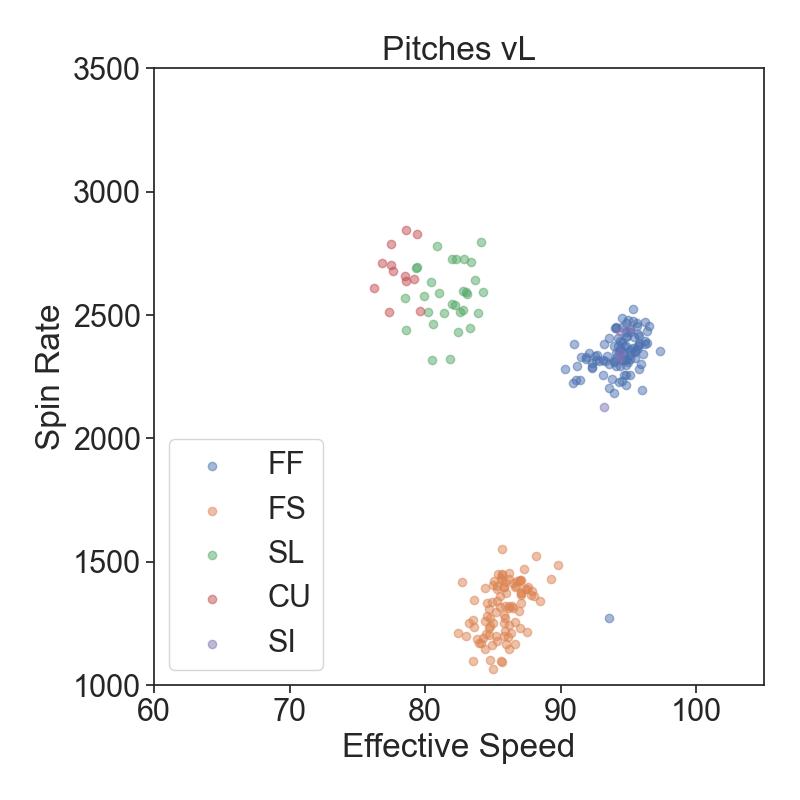 Pitches vL
3500
3000
2500
2000
1500
1000
Spin Rate
FF
FS
SL
CU
SI
60 70 80 90 100
Effective Speed